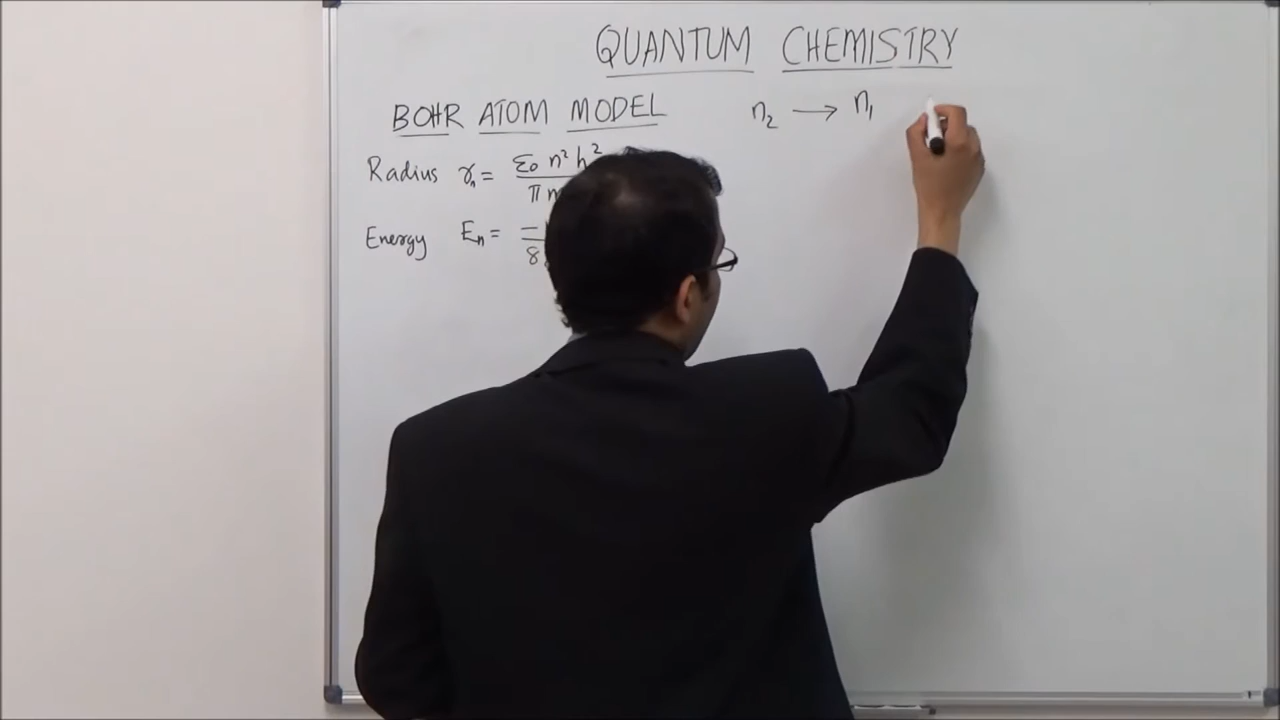 QUANTUM CHEMISTRY
BOHR ATOM MODEL
n₂ → n₁
Radius rₙ = ε₀ n² h² / π m
Energy Eₙ = − / 8